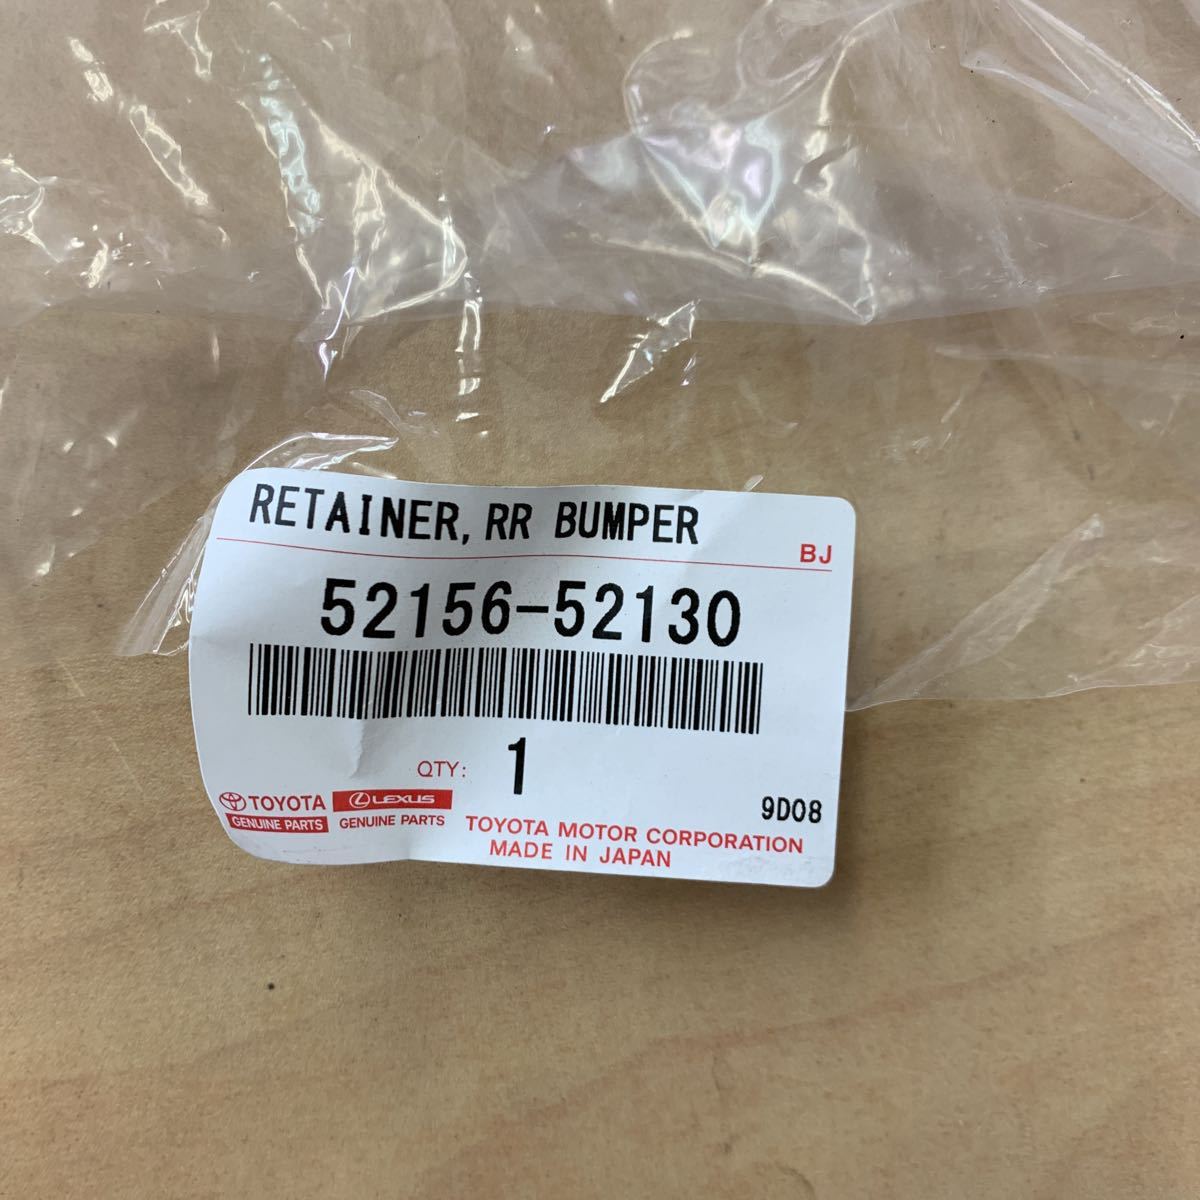 RETAINER, RR BUMPER
BJ
52156-52130
QTY: 1
9D08
TOYOTA LEXUS
GENUINE PARTS GENUINE PARTS
TOYOTA MOTOR CORPORATION
MADE IN JAPAN